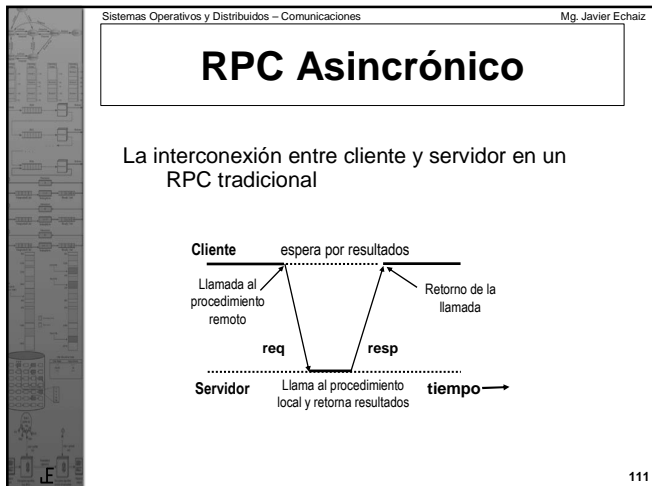 Sistemas Operativos y Distribuidos – Comunicaciones
Mg. Javier Echaiz
RPC Asincrónico
La interconexión entre cliente y servidor en un
RPC tradicional
Cliente
espera por resultados
Llamada al
procedimiento
remoto
Retorno de la
llamada
req
resp
Servidor
Llama al procedimiento
local y retorna resultados
tiempo
111